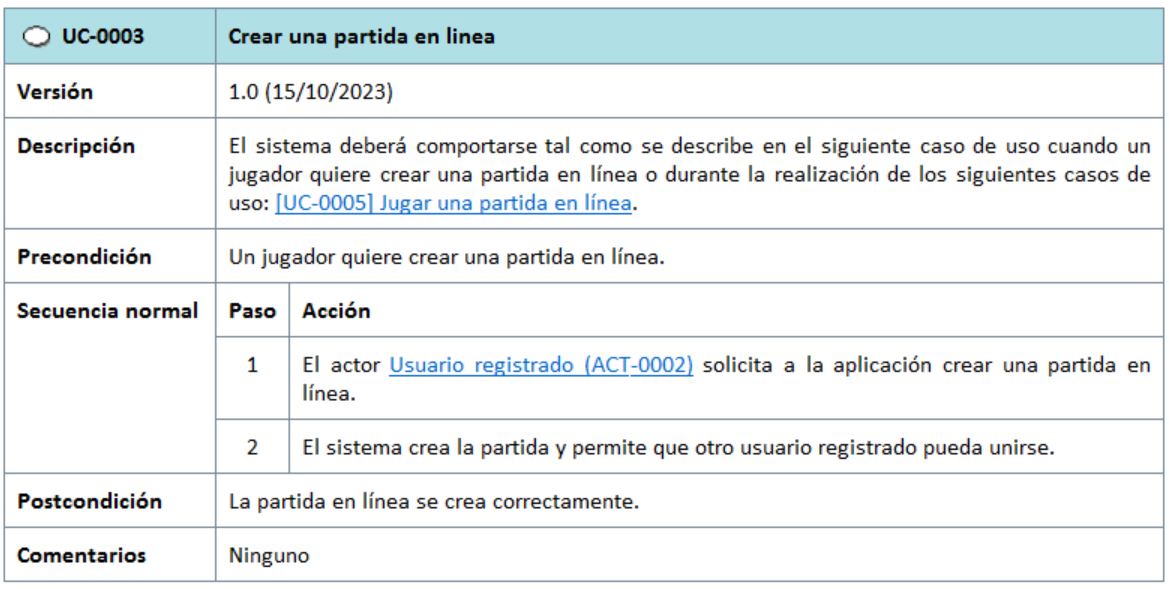 UC-0003 Crear una partida en linea
Versión 1.0 (15/10/2023)
Descripción El sistema deberá comportarse tal como se describe en el siguiente caso de uso cuando un
jugador quiere crear una partida en línea o durante la realización de los siguientes casos de
uso: [UC-0005] Jugar una partida en línea.
Precondición Un jugador quiere crear una partida en línea.
Secuencia normal Paso Acción
1 El actor Usuario registrado (ACT-0002) solicita a la aplicación crear una partida en
línea.
2 El sistema crea la partida y permite que otro usuario registrado pueda unirse.
Postcondición La partida en línea se crea correctamente.
Comentarios Ninguno